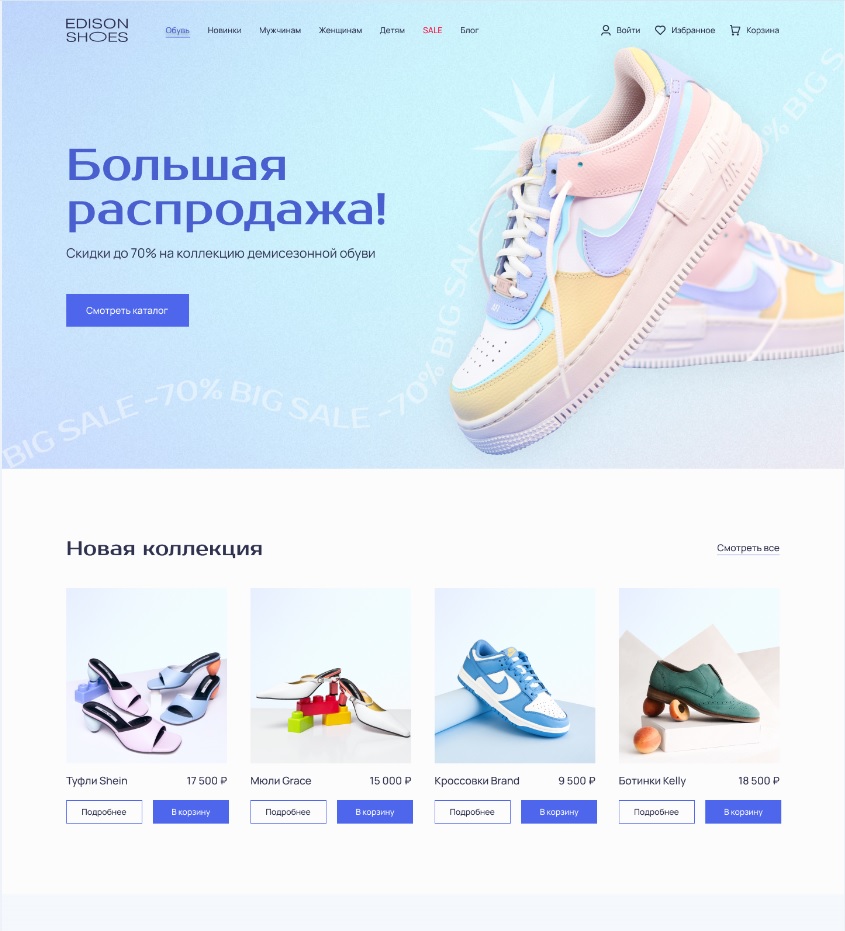 EDISON
SHOES
Обувь Новинки Мужчинам Женщинам Детям SALE Блог
Войти Избранное Корзина
Большая
распродажа!
Скидки до 70% на коллекцию демисезонной обуви
Смотреть каталог
BIG SALE -70% BIG SALE -70% BIG SALE
0% BIG S
AIR
AIR
Новая коллекция
Смотреть все
Туфли Shein 17 500 ₽
Мюли Grace 15 000 ₽
Кроссовки Brand 9 500 ₽
Ботинки Kelly 18 500 ₽
Подробнее В корзину
Подробнее В корзину
Подробнее В корзину
Подробнее В корзину